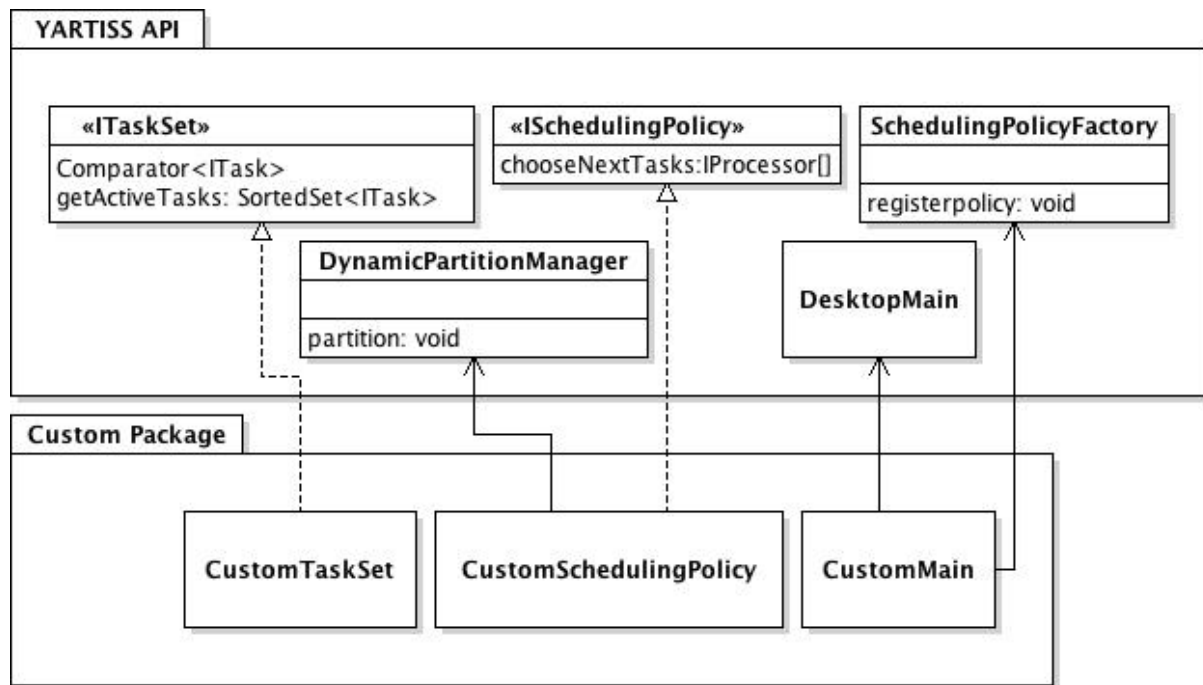 YARTISS API
«ITaskSet»
Comparator<ITask>
getActiveTasks: SortedSet<ITask>
«ISchedulingPolicy»
chooseNextTasks:IProcessor[]
SchedulingPolicyFactory
registerpolicy: void
DynamicPartitionManager
partition: void
DesktopMain
Custom Package
CustomTaskSet
CustomSchedulingPolicy
CustomMain